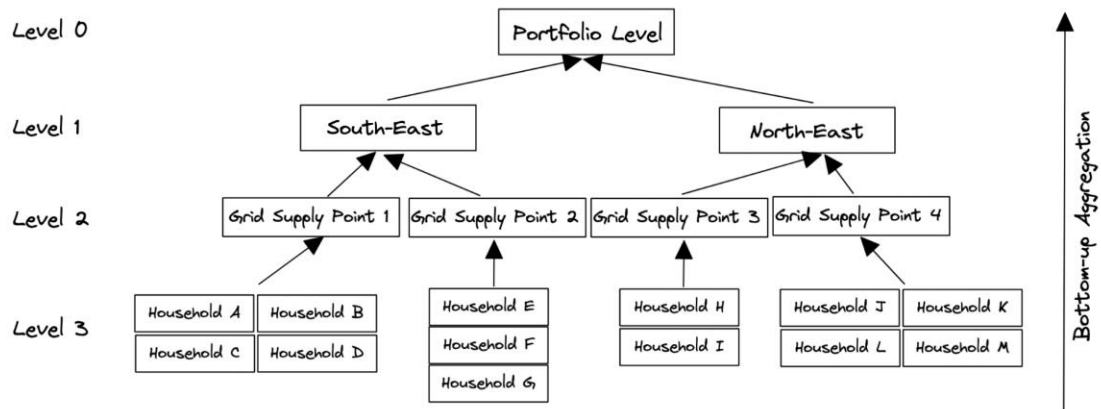 Level 0
Portfolio Level
Level 1
South-East
North-East
Level 2
Grid Supply Point 1
Grid Supply Point 2
Grid Supply Point 3
Grid Supply Point 4
Level 3
Household A
Household B
Household C
Household D
Household E
Household F
Household G
Household H
Household I
Household J
Household K
Household L
Household M
Bottom-up Aggregation